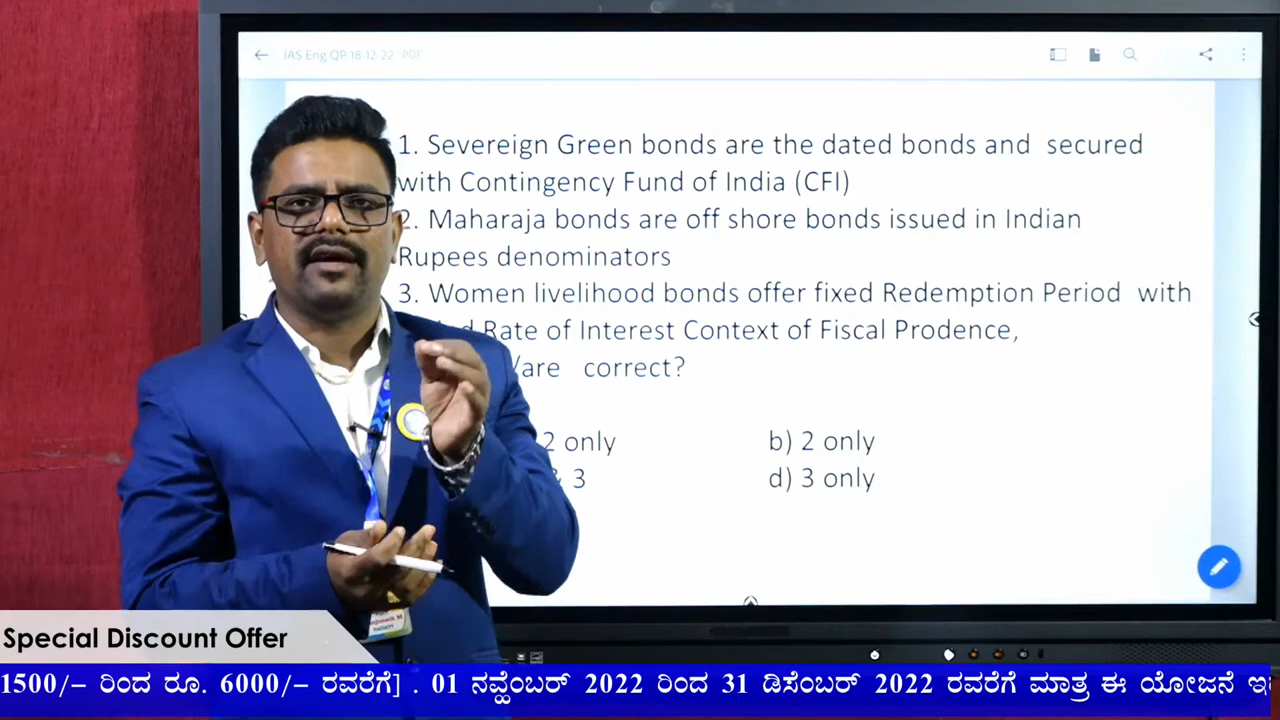 IAS Eng QP 18-12-22 PDF
1. Severeign Green bonds are the dated bonds and secured
with Contingency Fund of India (CFI)
2. Maharaja bonds are off shore bonds issued in Indian
Rupees denominators
3. Women livelihood bonds offer fixed Redemption Period with
Rate of Interest Context of Fiscal Prodence,
/are correct?
2 only b) 2 only
& 3 d) 3 only
FACULTY
Special Discount Offer
1500/– ರಿಂದ ರೂ. 6000/– ರವರೆಗೆ] . 01 ನವ್ಹೆಂಬರ್ 2022 ರಿಂದ 31 ಡಿಸೆಂಬರ್ 2022 ರವರೆಗೆ ಮಾತ್ರ ಈ ಯೋಜನೆ